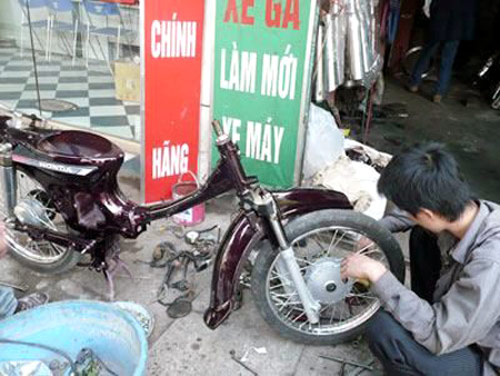 CHÍNH
HÃNG
XE GA
LÀM MỚI
XE MÁY